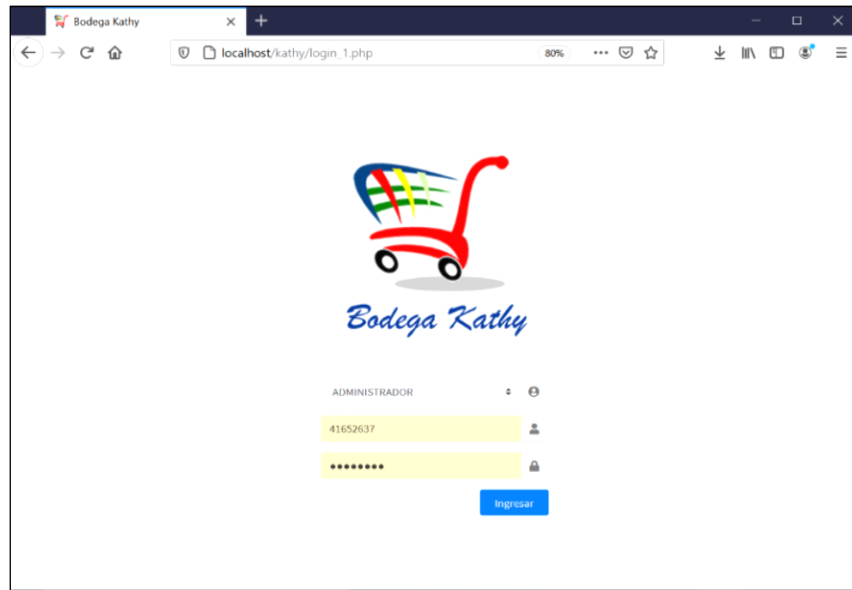 Bodega Kathy
localhost/kathy/login_1.php
80%
Bodega Kathy
ADMINISTRADOR
41652637
Ingresar